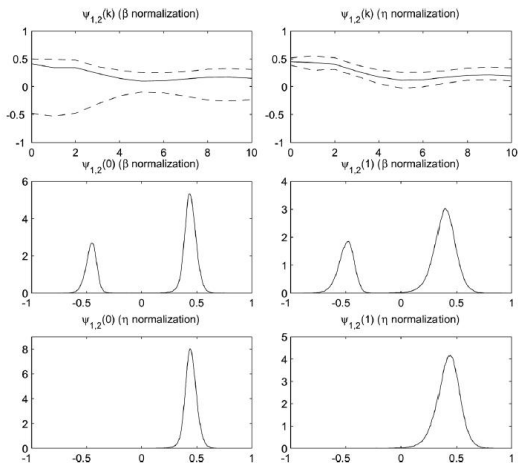 ψ1,2(k) (β normalization)
ψ1,2(k) (η normalization)
1
0.5
0
-0.5
-1
0 2 4 6 8 10
1
0.5
0
-0.5
-1
0 2 4 6 8 10
ψ1,2(0) (β normalization)
ψ1,2(1) (β normalization)
6
4
2
0
-1 -0.5 0 0.5 1
4
3
2
1
0
-1 -0.5 0 0.5 1
ψ1,2(0) (η normalization)
ψ1,2(1) (η normalization)
8
6
4
2
0
-1 -0.5 0 0.5 1
5
4
3
2
1
0
-1 -0.5 0 0.5 1